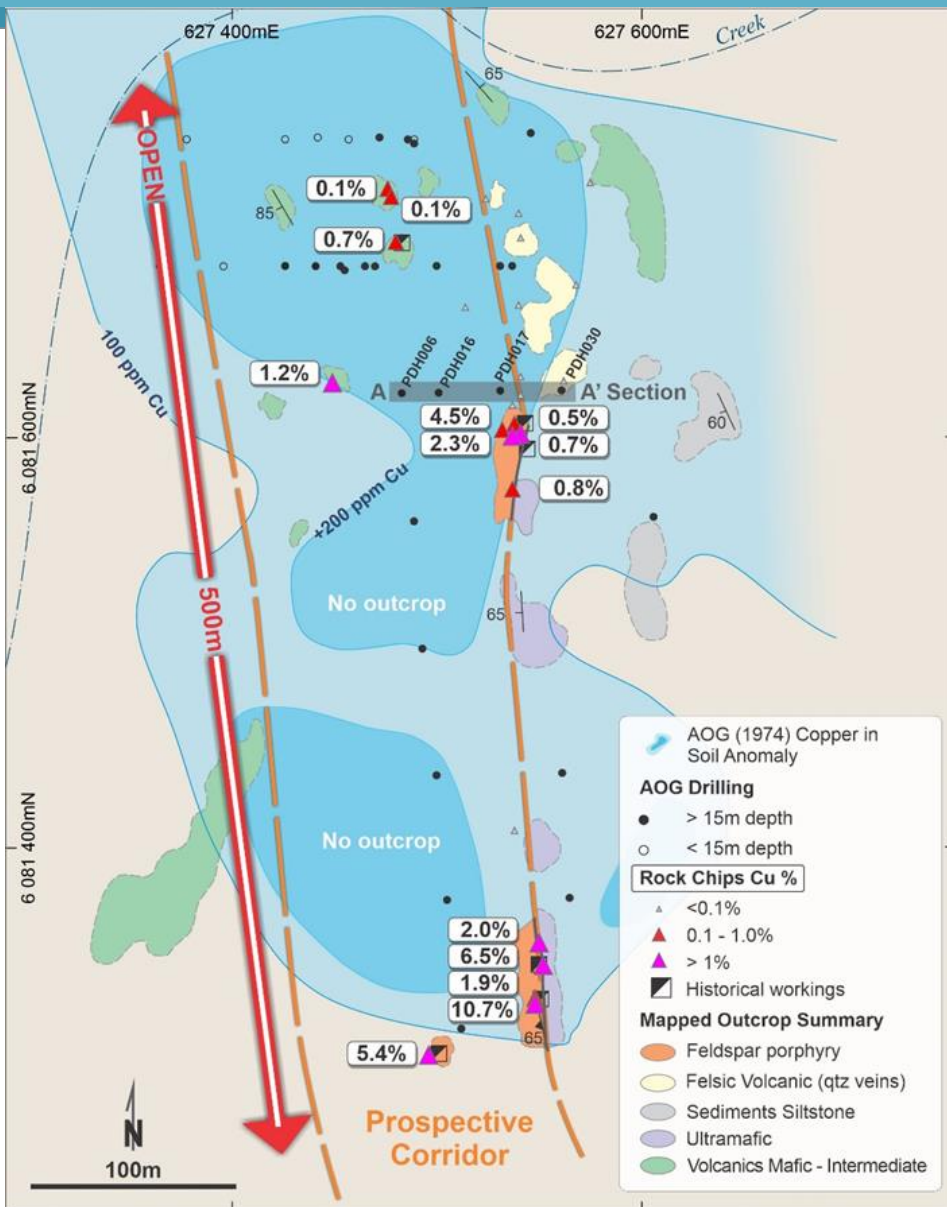 627 400mE
627 600mE
Creek
65
OPEN
0.1%
0.1%
85
0.7%
100 ppm Cu
1.2%
PDH006
PDH016
PDH017
PDH030
A
A' Section
4.5%
0.5%
2.3%
0.7%
60
6 081 600mN
+200 ppm Cu
0.8%
No outcrop
500m
65
6 081 400mN
No outcrop
2.0%
6.5%
1.9%
10.7%
65
5.4%
Prospective
Corridor
N
100m
AOG (1974) Copper in
Soil Anomaly
AOG Drilling
> 15m depth
< 15m depth
Rock Chips Cu %
<0.1%
0.1 - 1.0%
> 1%
Historical workings
Mapped Outcrop Summary
Feldspar porphyry
Felsic Volcanic (qtz veins)
Sediments Siltstone
Ultramafic
Volcanics Mafic - Intermediate